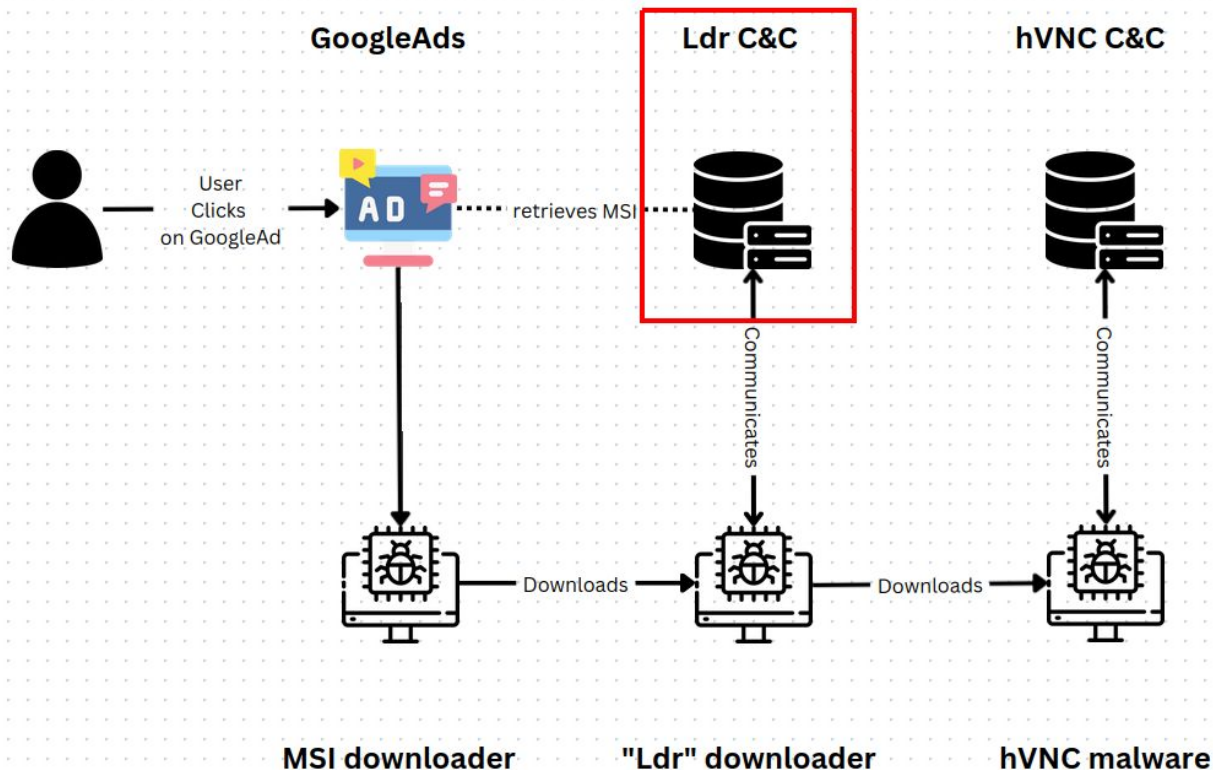 GoogleAds
Ldr C&C
hVNC C&C
User
Clicks
on GoogleAd
AD
retrieves MSI
Communicates
Communicates
Downloads
Downloads
MSI downloader
"Ldr" downloader
hVNC malware